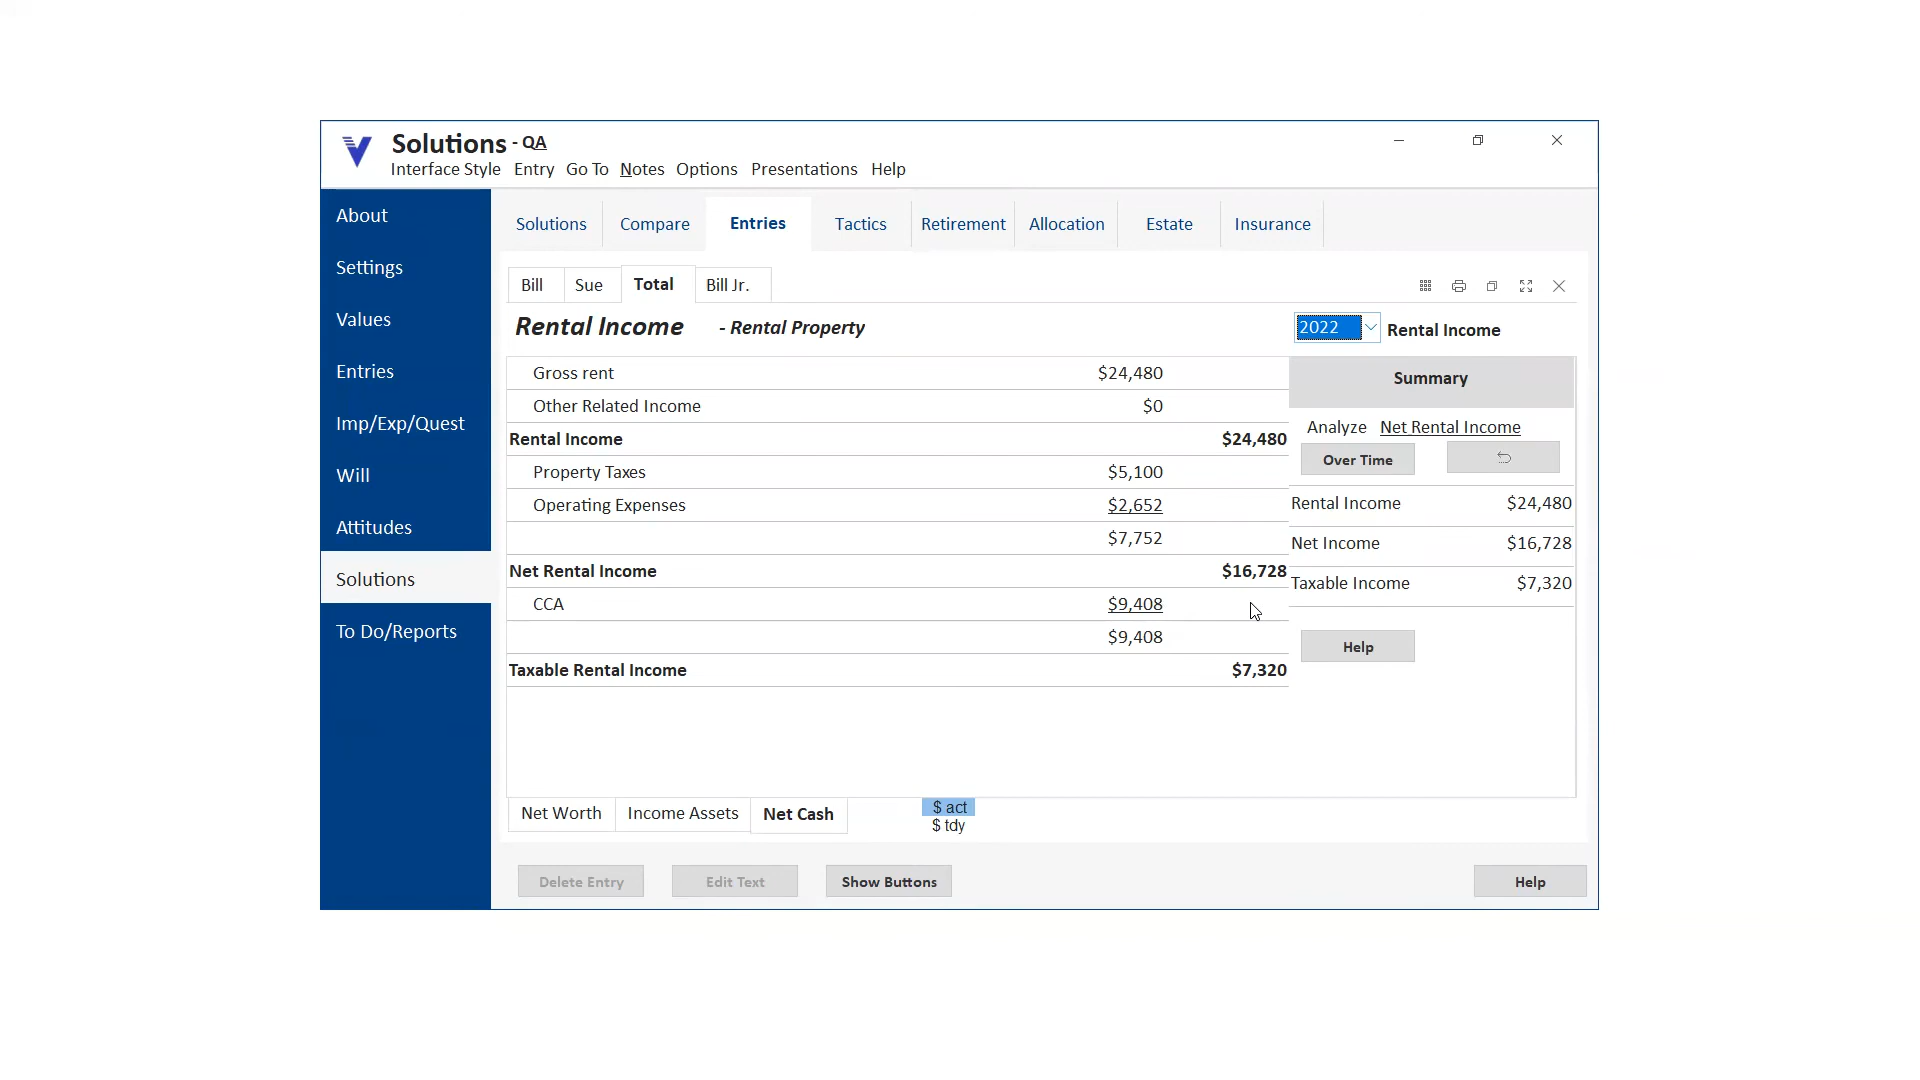 Solutions - QA
Interface Style Entry Go To Notes Options Presentations Help
About
Settings
Values
Entries
Imp/Exp/Quest
Will
Attitudes
Solutions
To Do/Reports
Solutions Compare Entries Tactics Retirement Allocation Estate Insurance
Bill Sue Total Bill Jr.
Rental Income - Rental Property
2022 Rental Income
Gross rent $24,480
Other Related Income $0
Rental Income $24,480
Property Taxes $5,100
Operating Expenses $2,652
$7,752
Net Rental Income $16,728
CCA $9,408
$9,408
Taxable Rental Income $7,320
Summary
Analyze Net Rental Income
Over Time
Rental Income $24,480
Net Income $16,728
Taxable Income $7,320
Help
Net Worth Income Assets Net Cash
$ act
$ tdy
Delete Entry Edit Text Show Buttons Help